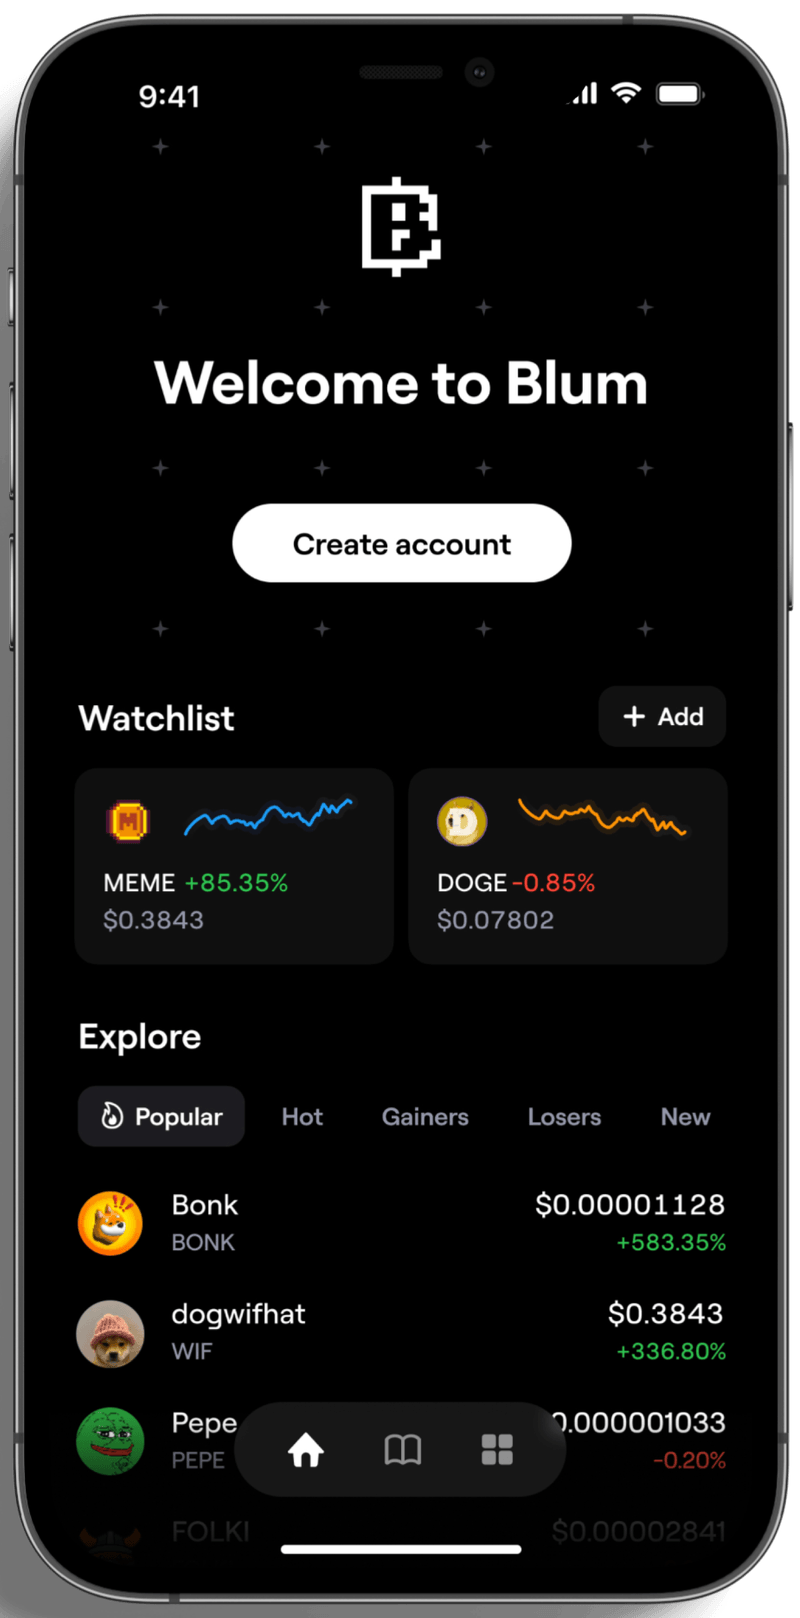 9:41
Welcome to Blum
Create account
Watchlist
+ Add
MEME +85.35%
$0.3843
DOGE -0.85%
$0.07802
Explore
Popular Hot Gainers Losers New
Bonk $0.00001128
BONK +583.35%
dogwifhat $0.3843
WIF +336.80%
Pepe 0.000001033
PEPE -0.20%
FOLKI $0.00002841